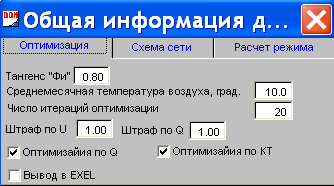 Общая информация д...
Оптимизация Схема сети Расчет режима
Тангенс "Фи" 0.80
Среднемесячная температура воздуха, град. 10.0
Число итераций оптимизации 20
Штраф по U 1.00 Штраф по Q 1.00
Оптимизайия по Q Оптимизайия по КТ
Вывод в EXEL